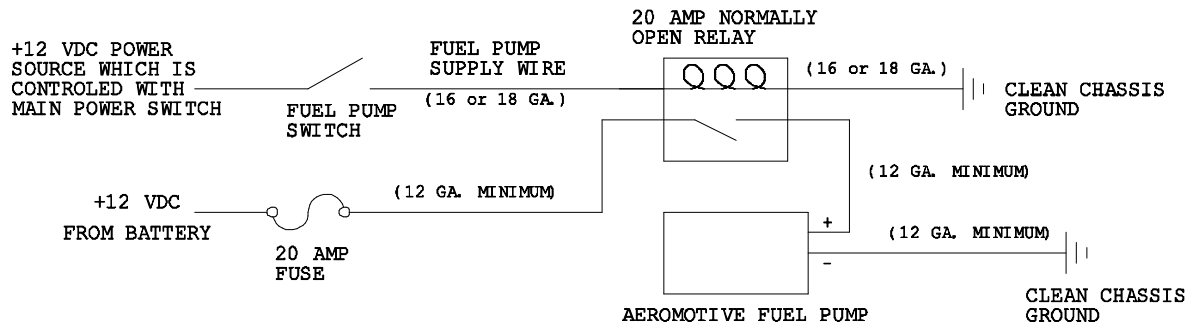 +12 VDC POWER
SOURCE WHICH IS
CONTROLED WITH
MAIN POWER SWITCH
FUEL PUMP
SWITCH
FUEL PUMP
SUPPLY WIRE
(16 or 18 GA.)
20 AMP NORMALLY
OPEN RELAY
(16 or 18 GA.)
CLEAN CHASSIS
GROUND
+12 VDC
FROM BATTERY
20 AMP
FUSE
(12 GA. MINIMUM)
(12 GA. MINIMUM)
+
-
(12 GA. MINIMUM)
CLEAN CHASSIS
GROUND
AEROMOTIVE FUEL PUMP